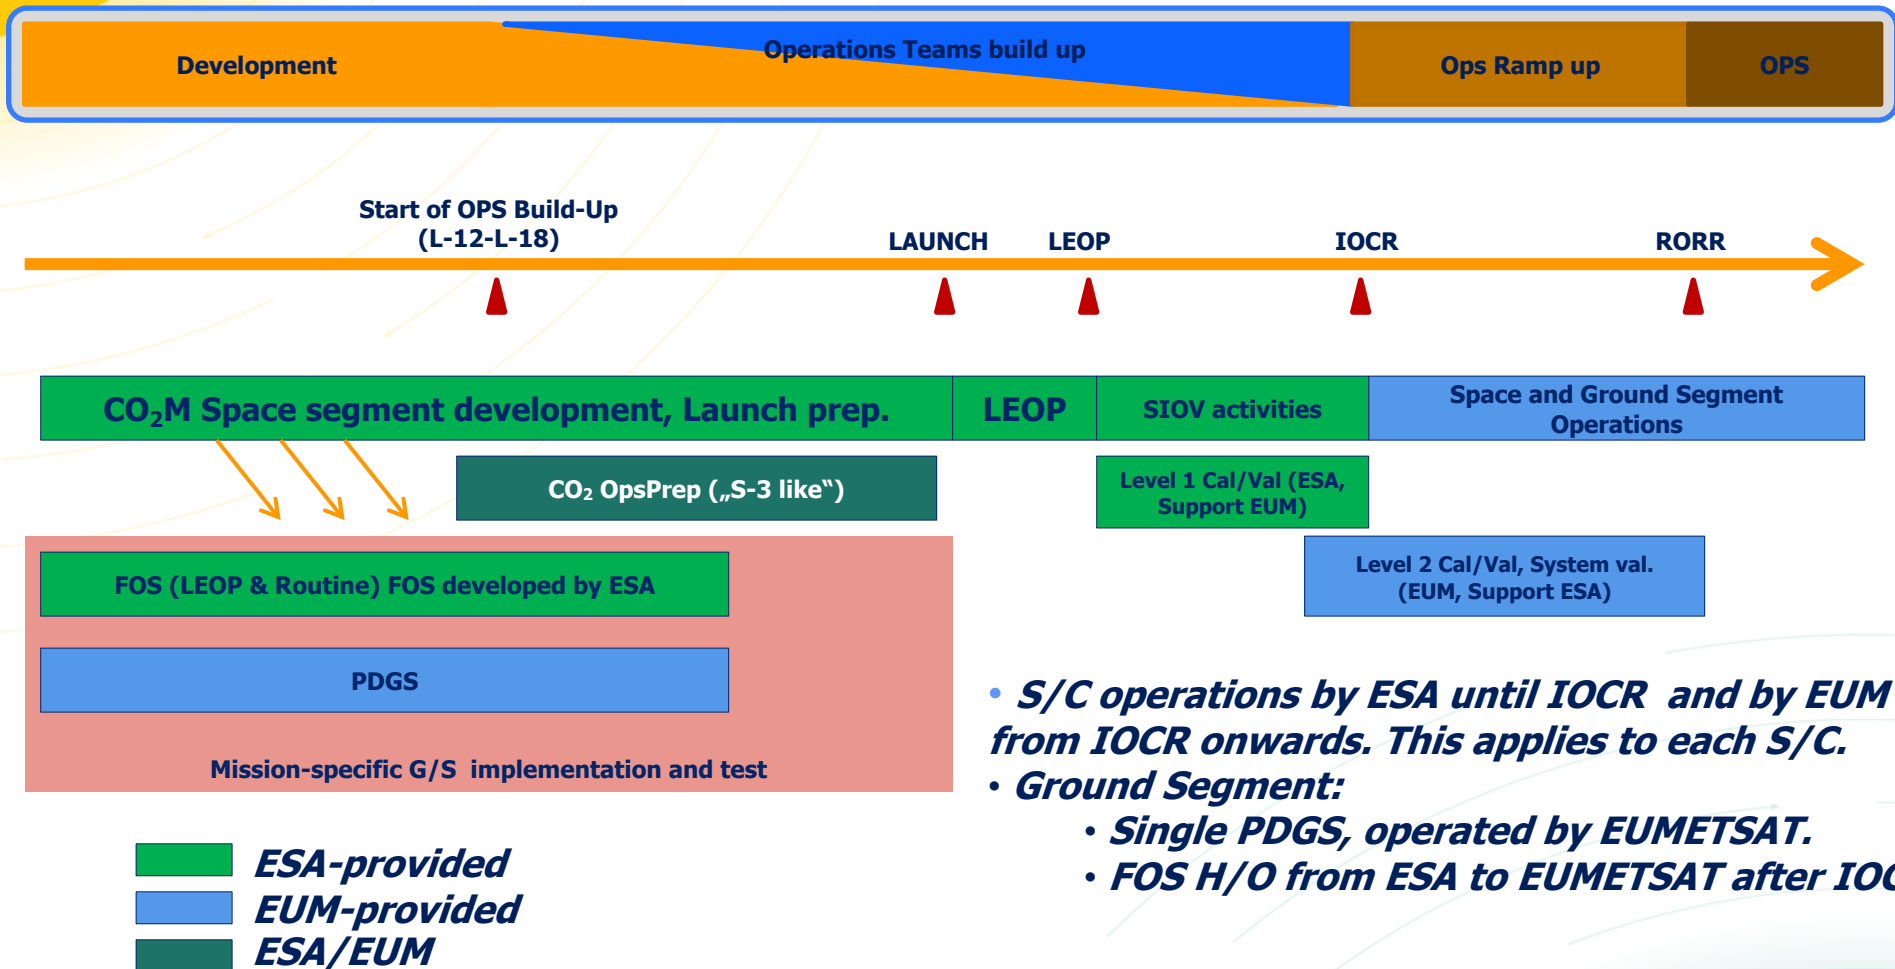 Development
Operations Teams build up
Ops Ramp up
OPS
Start of OPS Build-Up
(L-12-L-18)
LAUNCH
LEOP
IOCR
RORR
CO₂M Space segment development, Launch prep.
LEOP
SIOV activities
Space and Ground Segment
Operations
CO₂ OpsPrep („S-3 like“)
Level 1 Cal/Val (ESA,
Support EUM)
FOS (LEOP & Routine) FOS developed by ESA
Level 2 Cal/Val, System val.
(EUM, Support ESA)
PDGS
Mission-specific G/S  implementation and test
• S/C operations by ESA until IOCR  and by EUM
from IOCR onwards. This applies to each S/C.
• Ground Segment:
• Single PDGS, operated by EUMETSAT.
• FOS H/O from ESA to EUMETSAT after IOC
ESA-provided
EUM-provided
ESA/EUM